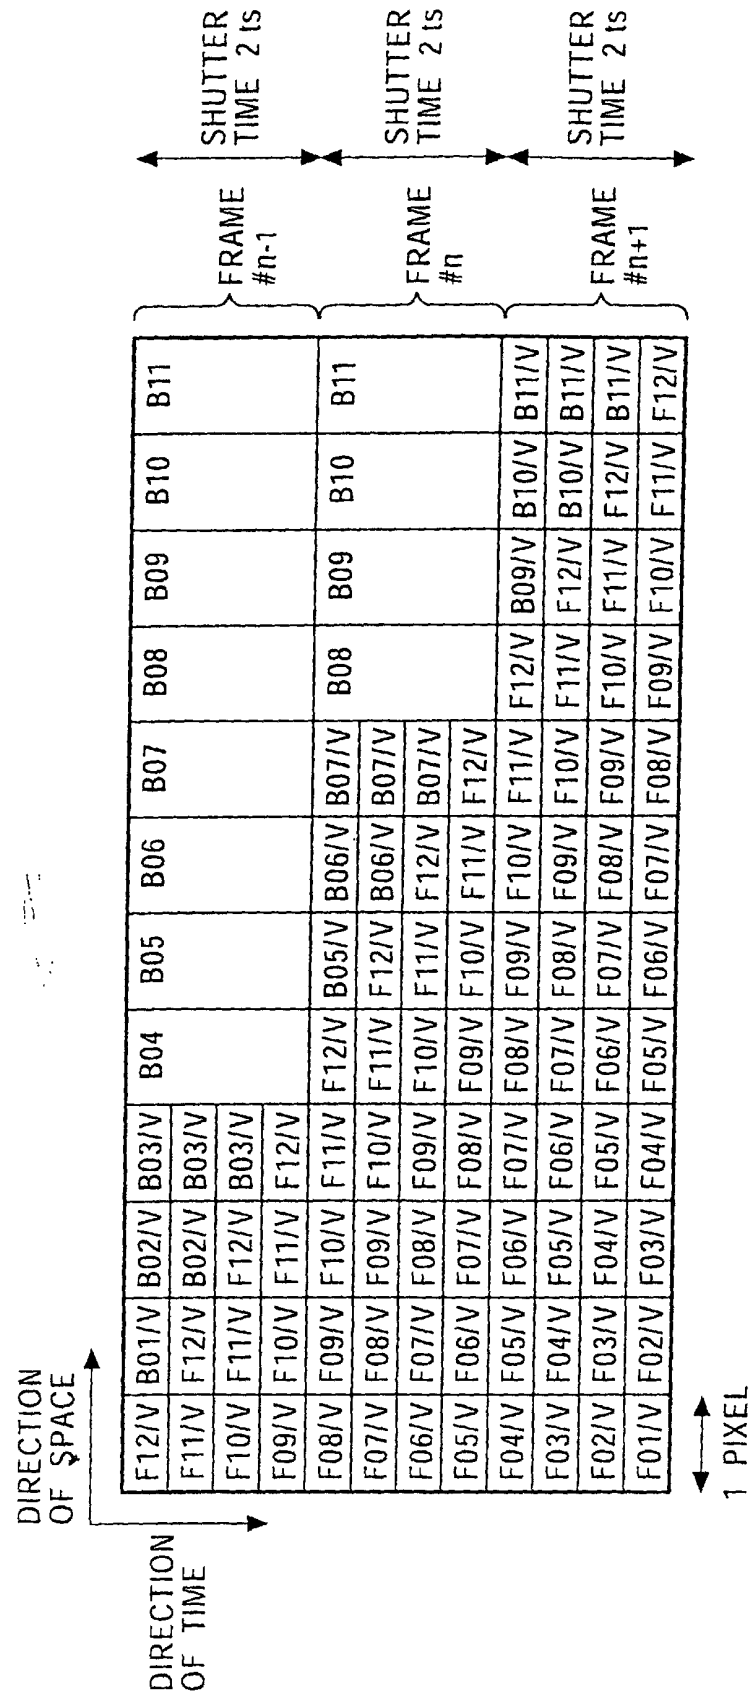 DIRECTION
OF SPACE
DIRECTION
OF TIME
F12/V B01/V B02/V B03/V B04 B05 B06 B07 B08 B09 B10 B11
F11/V F12/V B02/V B03/V
F10/V F11/V F12/V B03/V
F09/V F10/V F11/V F12/V
FRAME
#n-1
SHUTTER
TIME 2 ts
F08/V F09/V F10/V F11/V F12/V B05/V B06/V B07/V B08 B09 B10 B11
F07/V F08/V F09/V F10/V F11/V F12/V B06/V B07/V
F06/V F07/V F08/V F09/V F10/V F11/V F12/V B07/V
F05/V F06/V F07/V F08/V F09/V F10/V F11/V F12/V
FRAME
#n
SHUTTER
TIME 2 ts
F04/V F05/V F06/V F07/V F08/V F09/V F10/V F11/V F12/V B09/V B10/V B11/V
F03/V F04/V F05/V F06/V F07/V F08/V F09/V F10/V F11/V F12/V B10/V B11/V
F02/V F03/V F04/V F05/V F06/V F07/V F08/V F09/V F10/V F11/V F12/V B11/V
F01/V F02/V F03/V F04/V F05/V F06/V F07/V F08/V F09/V F10/V F11/V F12/V
FRAME
#n+1
SHUTTER
TIME 2 ts
1 PIXEL